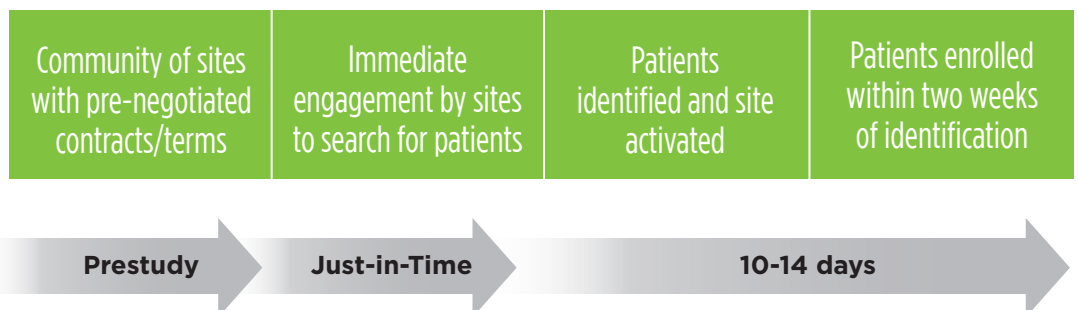 Community of sites
with pre-negotiated
contracts/terms
Immediate
engagement by sites
to search for patients
Patients
identified and site
activated
Patients enrolled
within two weeks
of identification
Prestudy
Just-in-Time
10-14 days